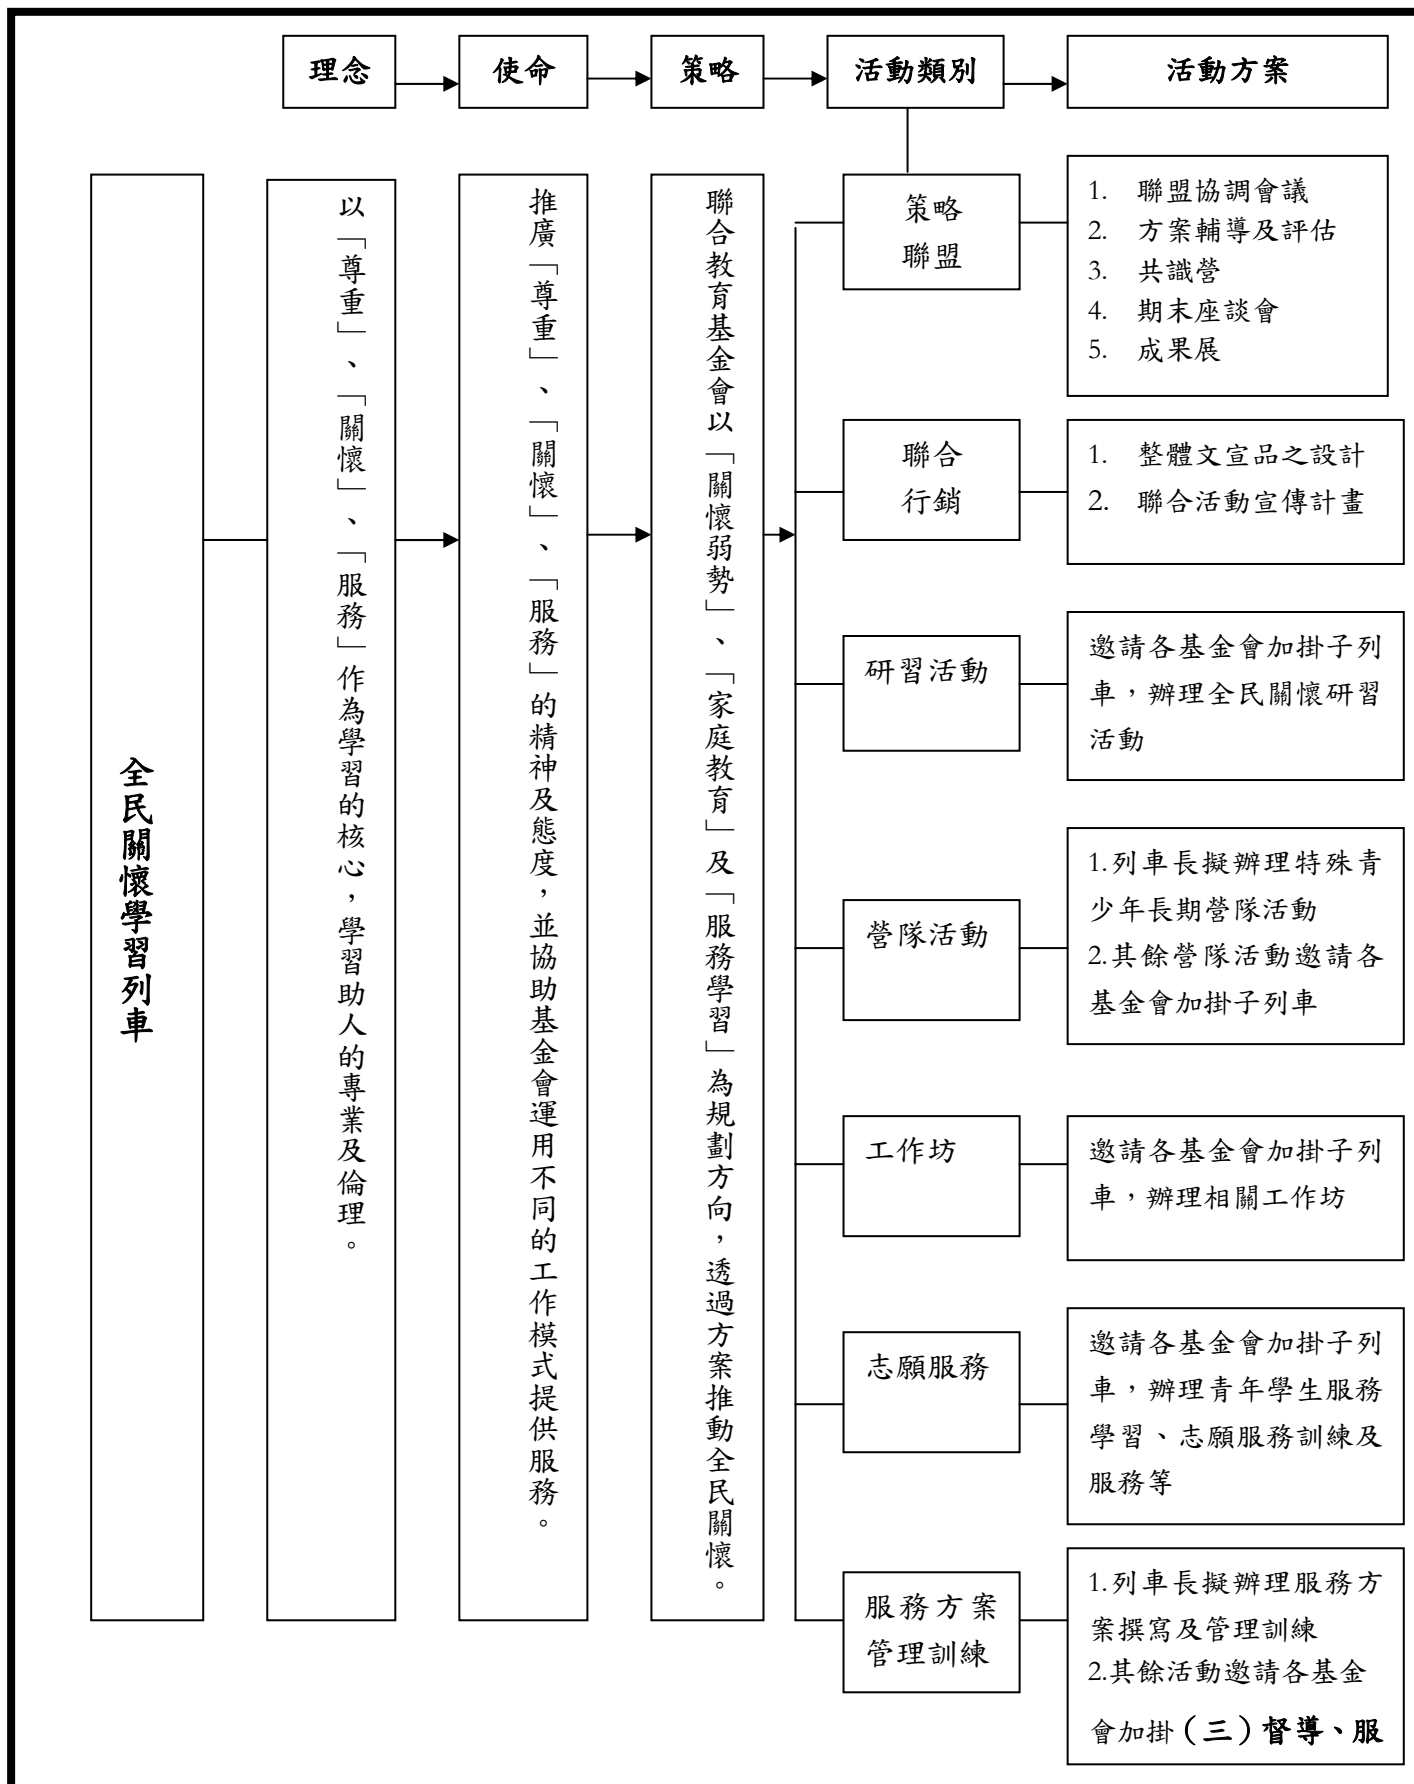 理念
使命
策略
活動類別
活動方案
全民關懷學習列車
以「尊重」、「關懷」、「服務」作為學習的核心，學習助人的專業及倫理。
推廣「尊重」、「關懷」、「服務」的精神及態度，並協助基金會運用不同的工作模式提供服務。
聯合教育基金會以「關懷弱勢」、「家庭教育」及「服務學習」為規劃方向，透過方案推動全民關懷。
策略
聯盟
1. 聯盟協調會議
2. 方案輔導及評估
3. 共識營
4. 期末座談會
5. 成果展
聯合
行銷
1. 整體文宣品之設計
2. 聯合活動宣傳計畫
研習活動
邀請各基金會加掛子列
車，辦理全民關懷研習
活動
營隊活動
1.列車長擬辦理特殊青
少年長期營隊活動
2.其餘營隊活動邀請各
基金會加掛子列車
工作坊
邀請各基金會加掛子列
車，辦理相關工作坊
志願服務
邀請各基金會加掛子列
車，辦理青年學生服務
學習、志願服務訓練及
服務等
服務方案
管理訓練
1.列車長擬辦理服務方
案撰寫及管理訓練
2.其餘活動邀請各基金
會加掛（三）督導、服